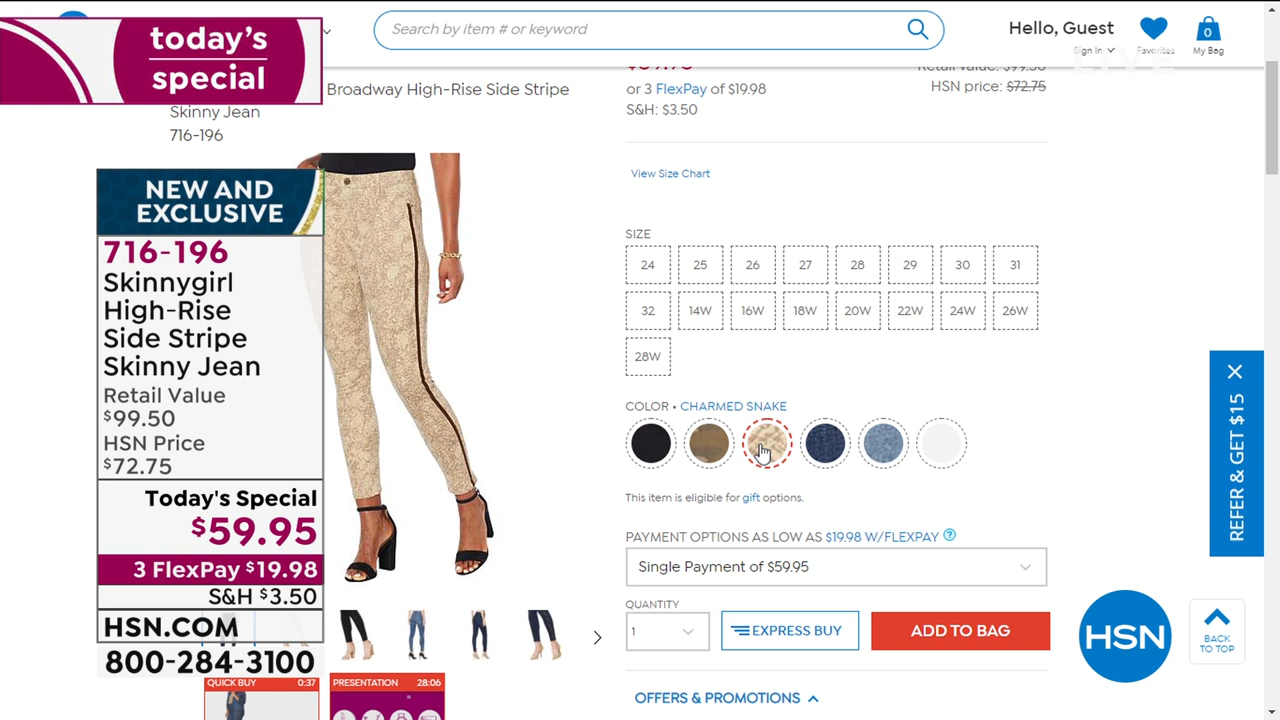 today's
special
Search by item # or keyword
Hello, Guest
Sign In
Favorites
0
My Bag
LIVE
Broadway High-Rise Side Stripe
Skinny Jean
716-196
or 3 FlexPay of $19.98
S&H: $3.50
Retail value: $99.50
HSN price: $72.75
View Size Chart
NEW AND
EXCLUSIVE
716-196
Skinnygirl
High-Rise
Side Stripe
Skinny Jean
Retail Value
$99.50
HSN Price
$72.75
Today's Special
$59.95
3 FlexPay $19.98
S&H $3.50
HSN.COM
800-284-3100
QUICK BUY 0:37
PRESENTATION 28:06
SIZE
24 25 26 27 28 29 30 31
32 14W 16W 18W 20W 22W 24W 26W
28W
COLOR • CHARMED SNAKE
This item is eligible for gift options.
PAYMENT OPTIONS AS LOW AS $19.98 W/FLEXPAY ?
Single Payment of $59.95
QUANTITY
1
EXPRESS BUY
ADD TO BAG
OFFERS & PROMOTIONS
REFER & GET $15
HSN
BACK
TO TOP